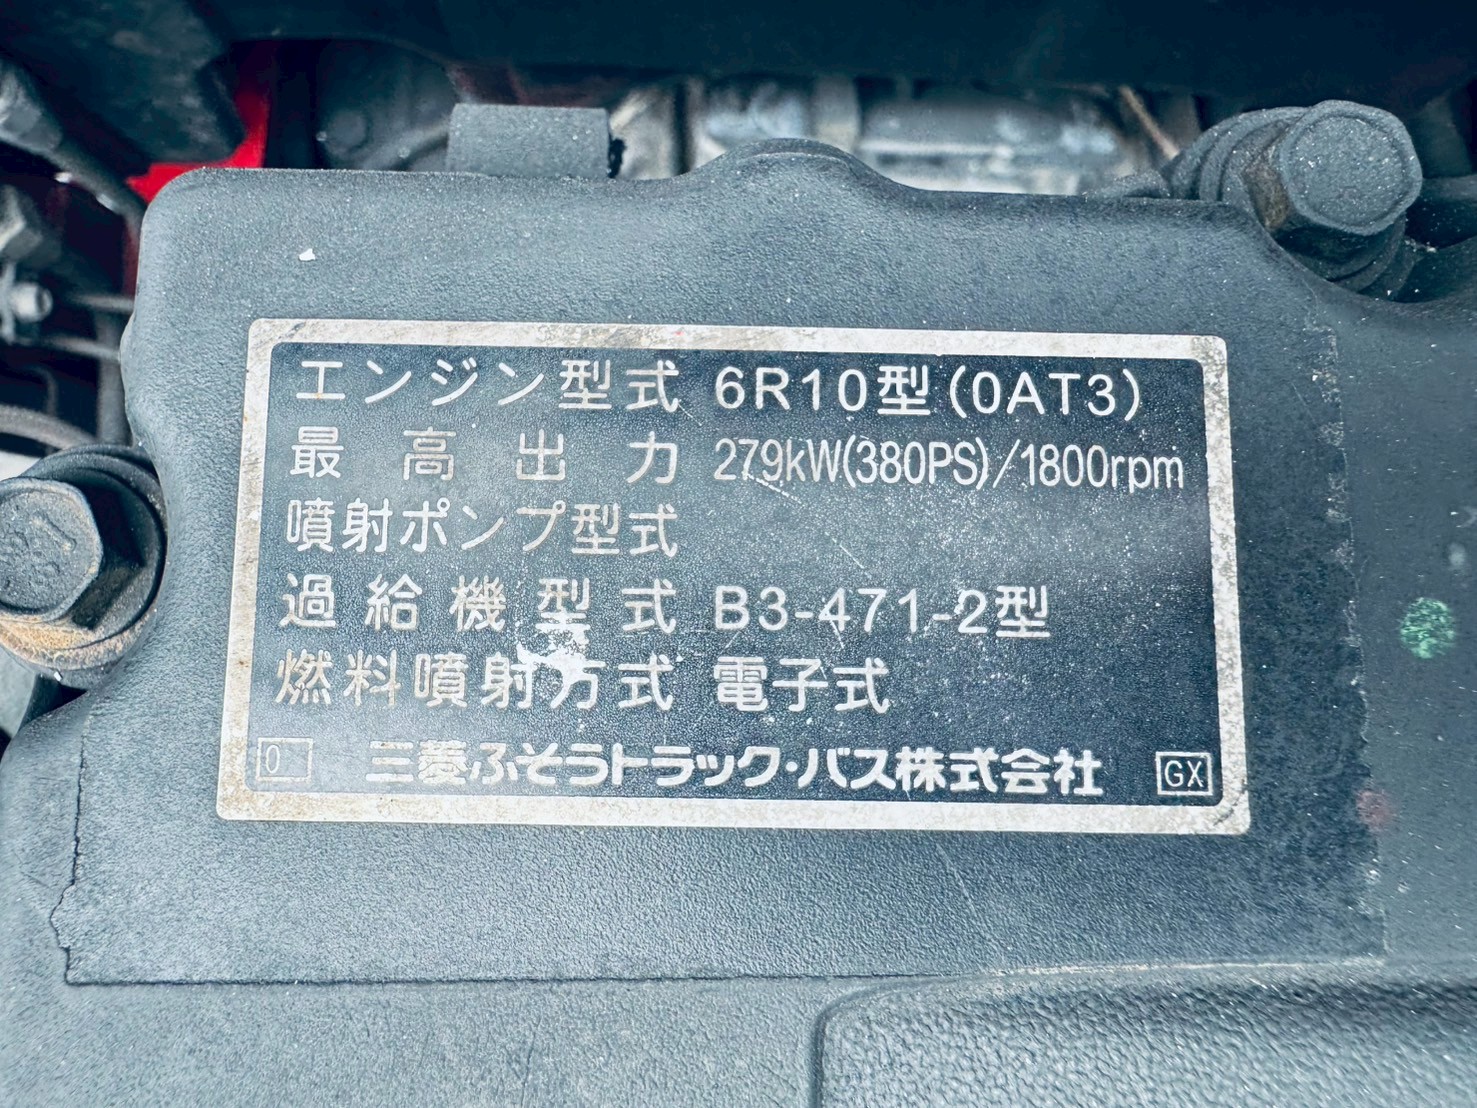 エンジン型式 6R10型(0AT3)
最高出力 279kW(380PS)/1800rpm
噴射ポンプ型式
過給機型式 B3-471-2型
燃料噴射方式 電子式
0 三菱ふそうトラック・バス株式会社 GX